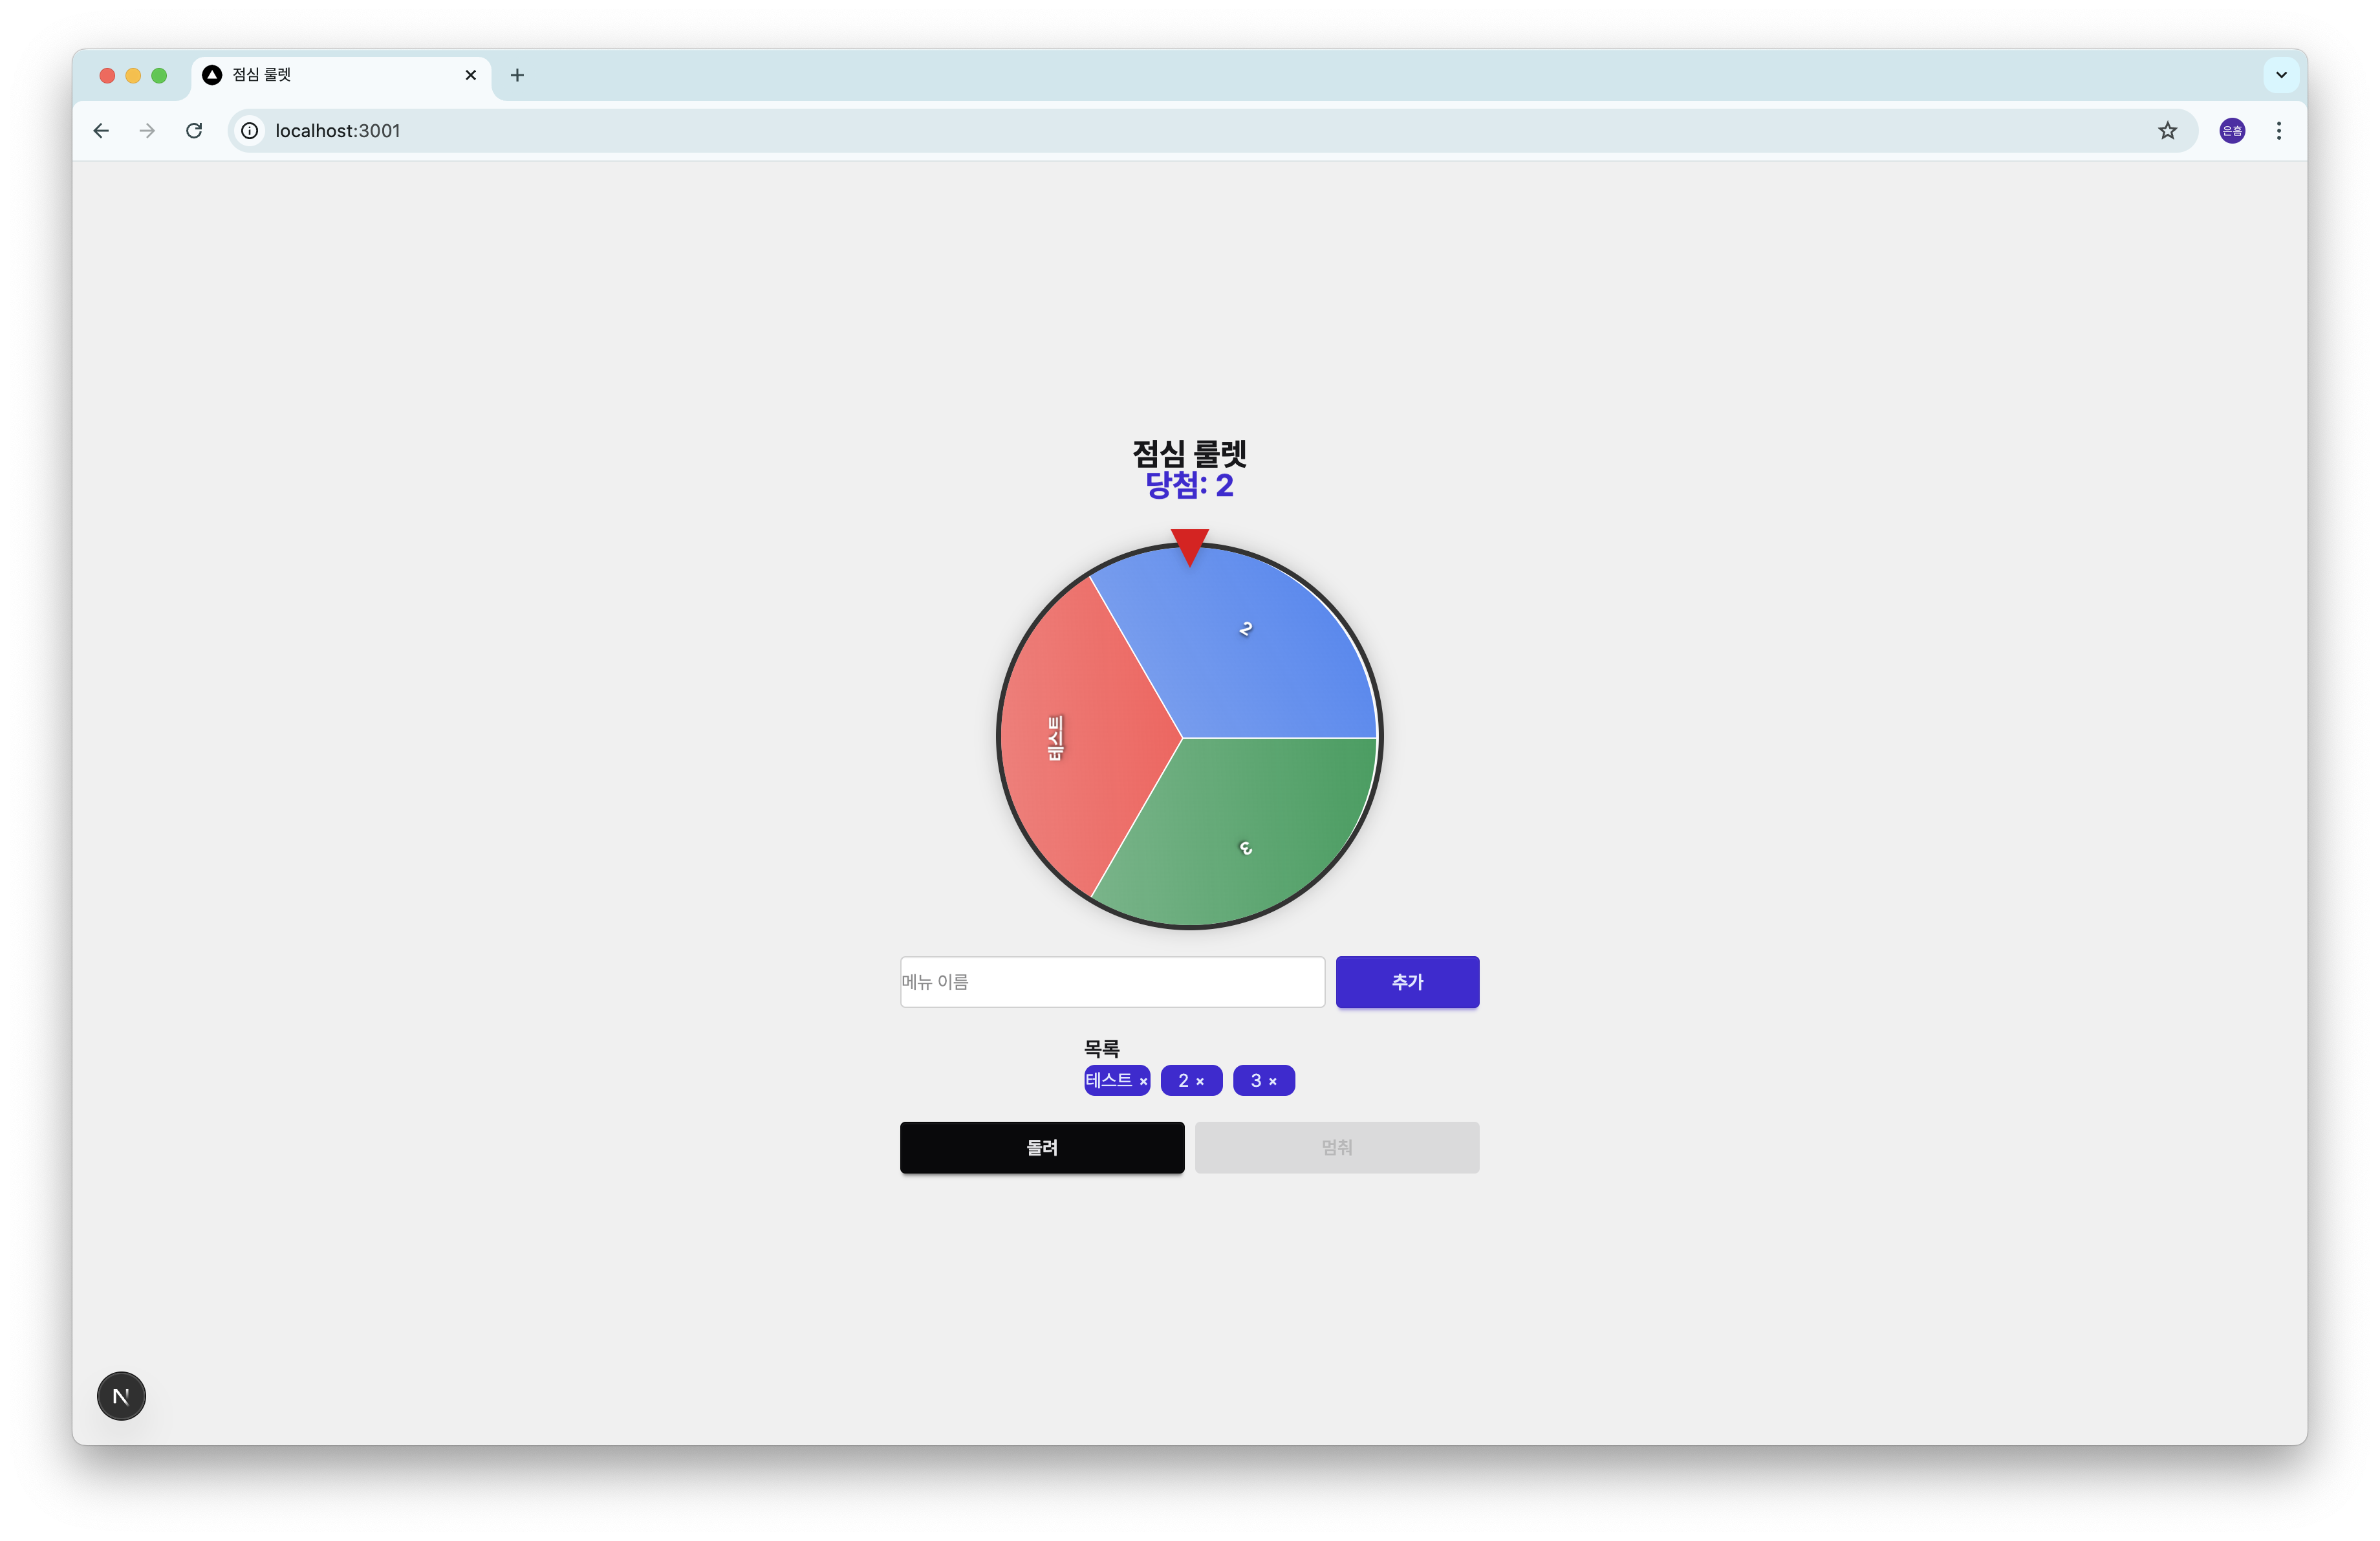 점심 룰렛
localhost:3001
은흠
점심 룰렛
당첨: 2
2
테스트
3
메뉴 이름
추가
목록
테스트 × 2 × 3 ×
돌려
멈춰
N